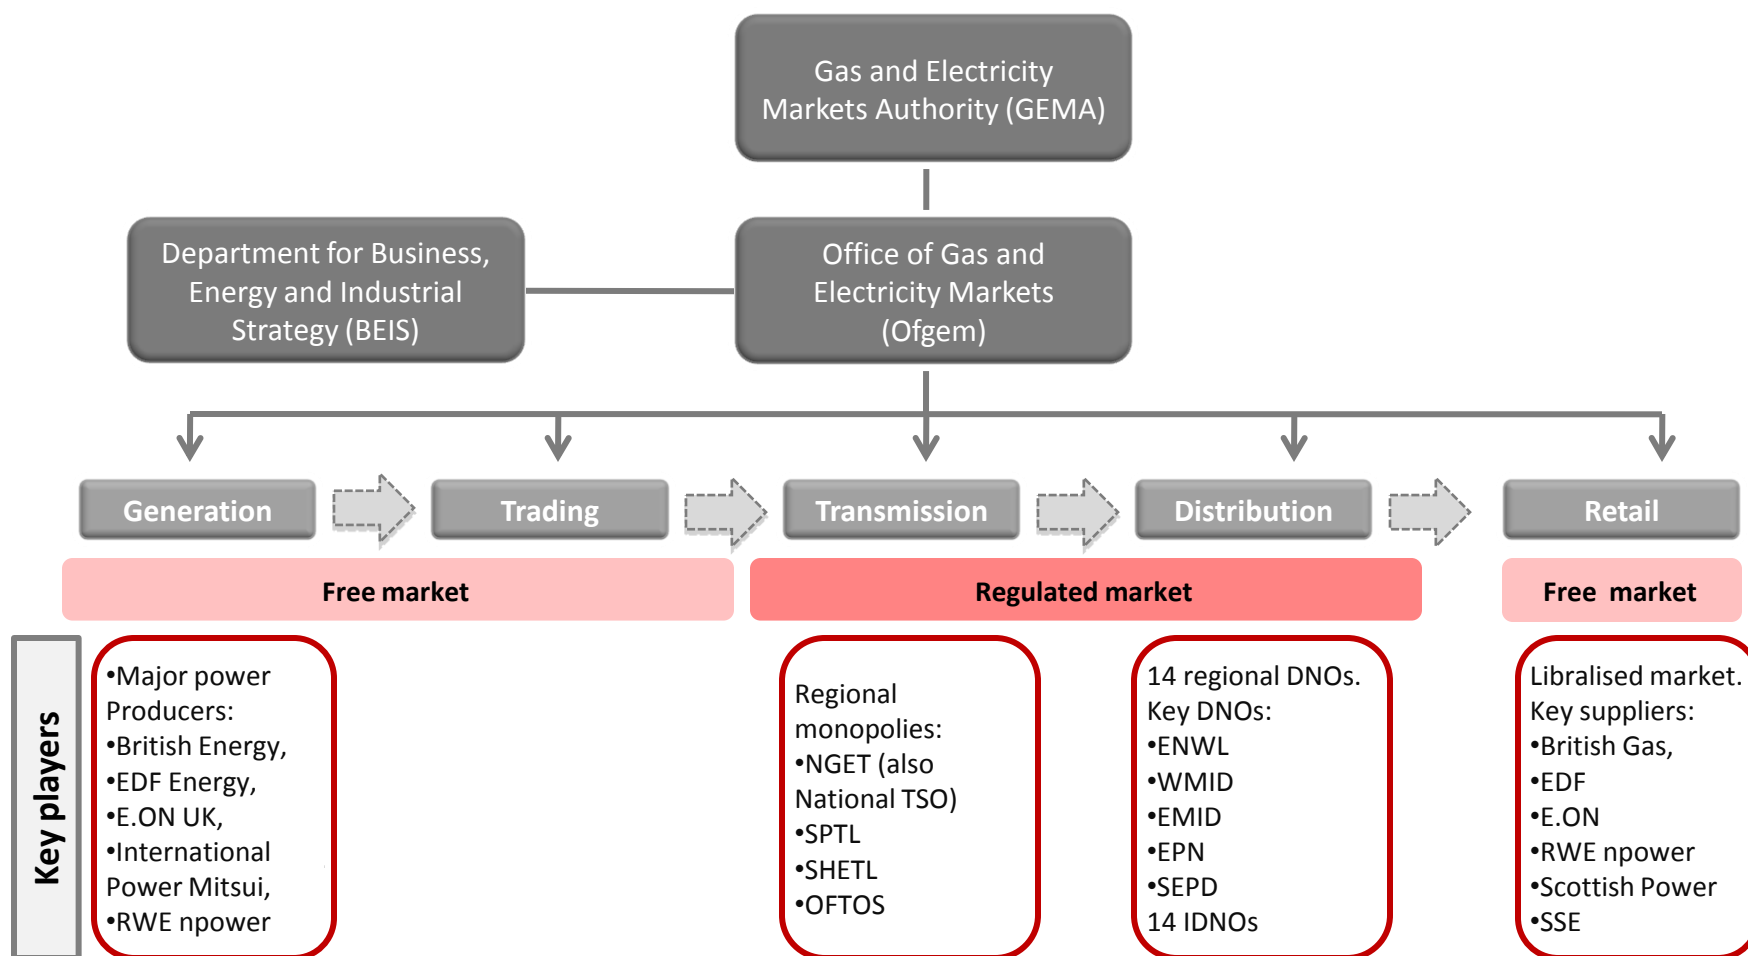 Gas and Electricity
Markets Authority (GEMA)
Department for Business,
Energy and Industrial
Strategy (BEIS)
Office of Gas and
Electricity Markets
(Ofgem)
Generation
Trading
Transmission
Distribution
Retail
Free market
Regulated market
Free  market
Key players
•Major power
Producers:
•British Energy,
•EDF Energy,
•E.ON UK,
•International
Power Mitsui,
•RWE npower
Regional
monopolies:
•NGET (also
National TSO)
•SPTL
•SHETL
•OFTOS
14 regional DNOs.
Key DNOs:
•ENWL
•WMID
•EMID
•EPN
•SEPD
14 IDNOs
Libralised market.
Key suppliers:
•British Gas,
•EDF
•E.ON
•RWE npower
•Scottish Power
•SSE